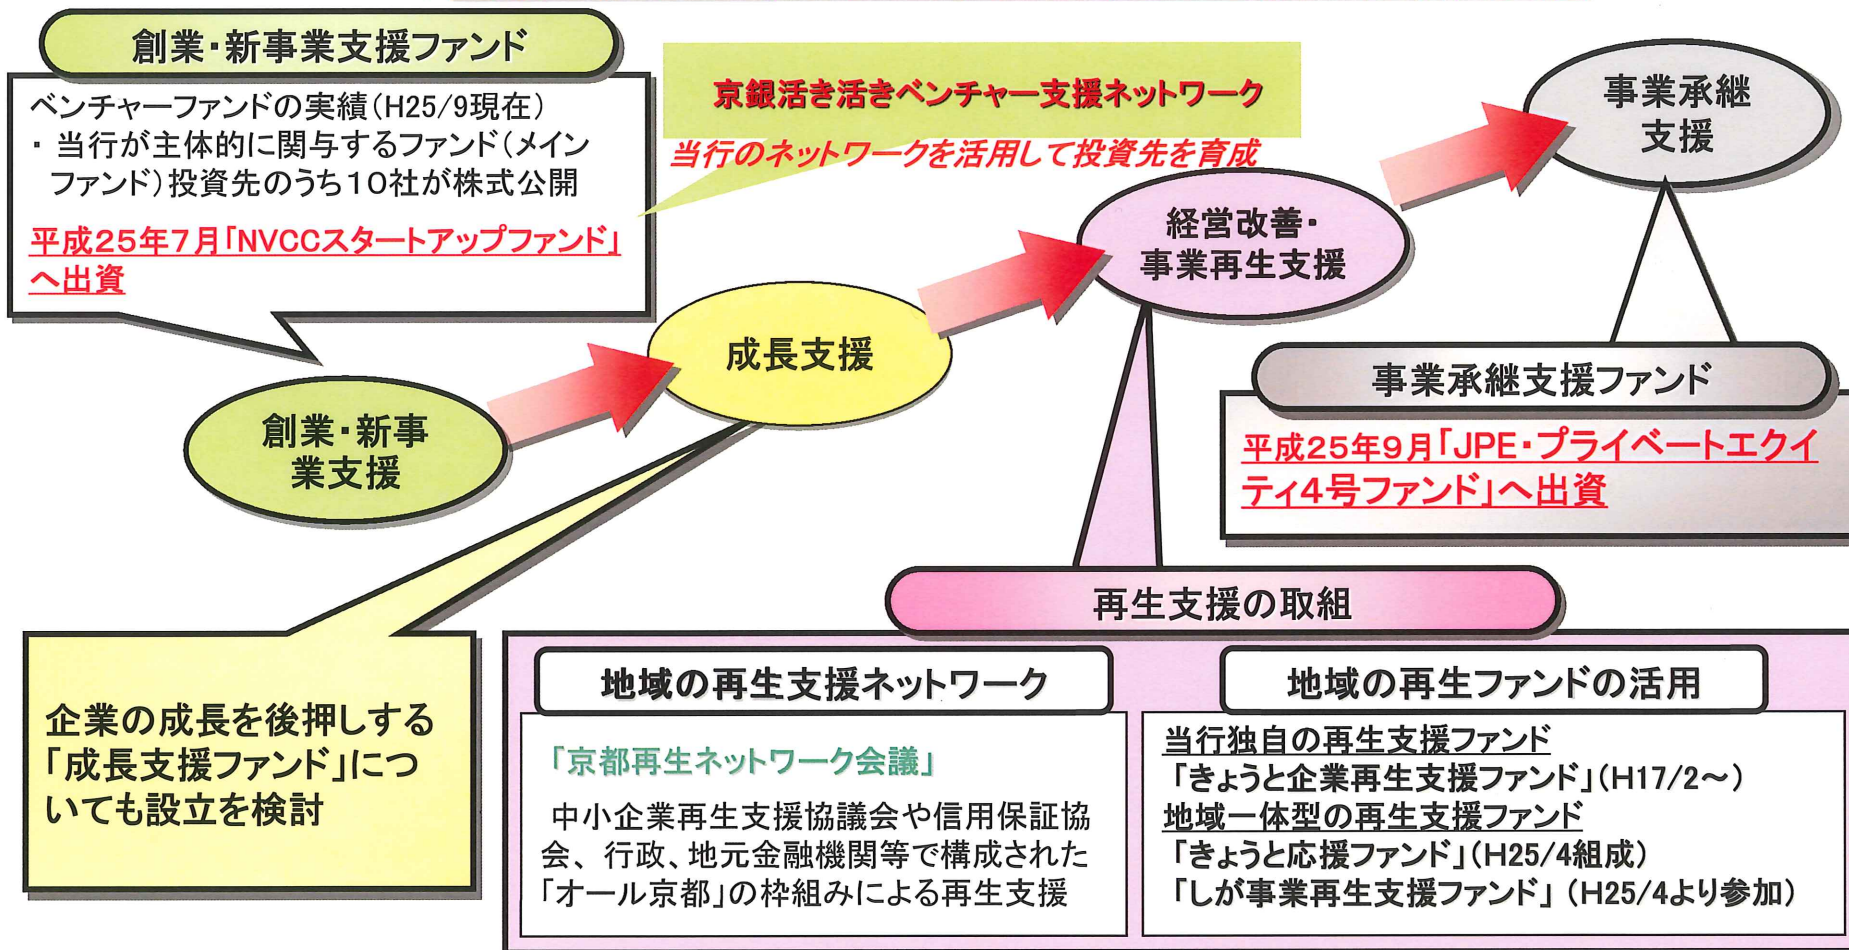 創業・新事業支援ファンド
ベンチャーファンドの実績(H25/9現在)
・ 当行が主体的に関与するファンド(メイン
ファンド)投資先のうち10社が株式公開
平成25年7月「NVCCスタートアップファンド」
へ出資
京銀活き活きベンチャー支援ネットワーク
当行のネットワークを活用して投資先を育成
事業承継
支援
経営改善・
事業再生支援
成長支援
創業・新事
業支援
事業承継支援ファンド
平成25年9月「JPE・プライベートエクイ
ティ4号ファンド」へ出資
企業の成長を後押しする
「成長支援ファンド」につ
いても設立を検討
再生支援の取組
地域の再生支援ネットワーク
「京都再生ネットワーク会議」
中小企業再生支援協議会や信用保証協
会、行政、地元金融機関等で構成された
「オール京都」の枠組みによる再生支援
地域の再生ファンドの活用
当行独自の再生支援ファンド
「きょうと企業再生支援ファンド」(H17/2～)
地域一体型の再生支援ファンド
「きょうと応援ファンド」(H25/4組成)
「しが事業再生支援ファンド」 (H25/4より参加)